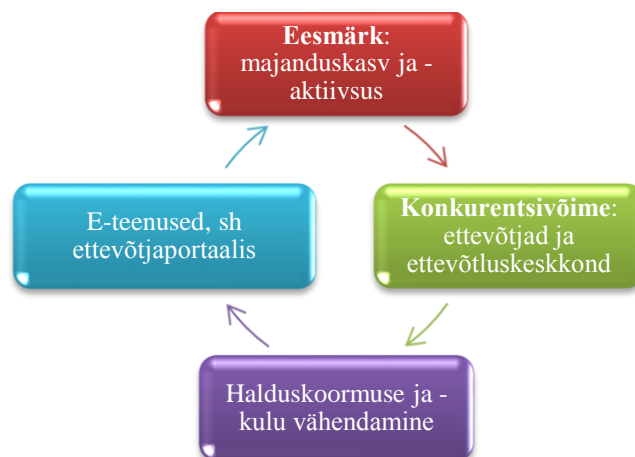 Eesmärk:
majanduskasv ja -
aktiivsus
Konkurentsivõime:
ettevõtjad ja
ettevõtluskeskkond
Halduskoormuse ja -
kulu vähendamine
E-teenused, sh
ettevõtjaportaalis